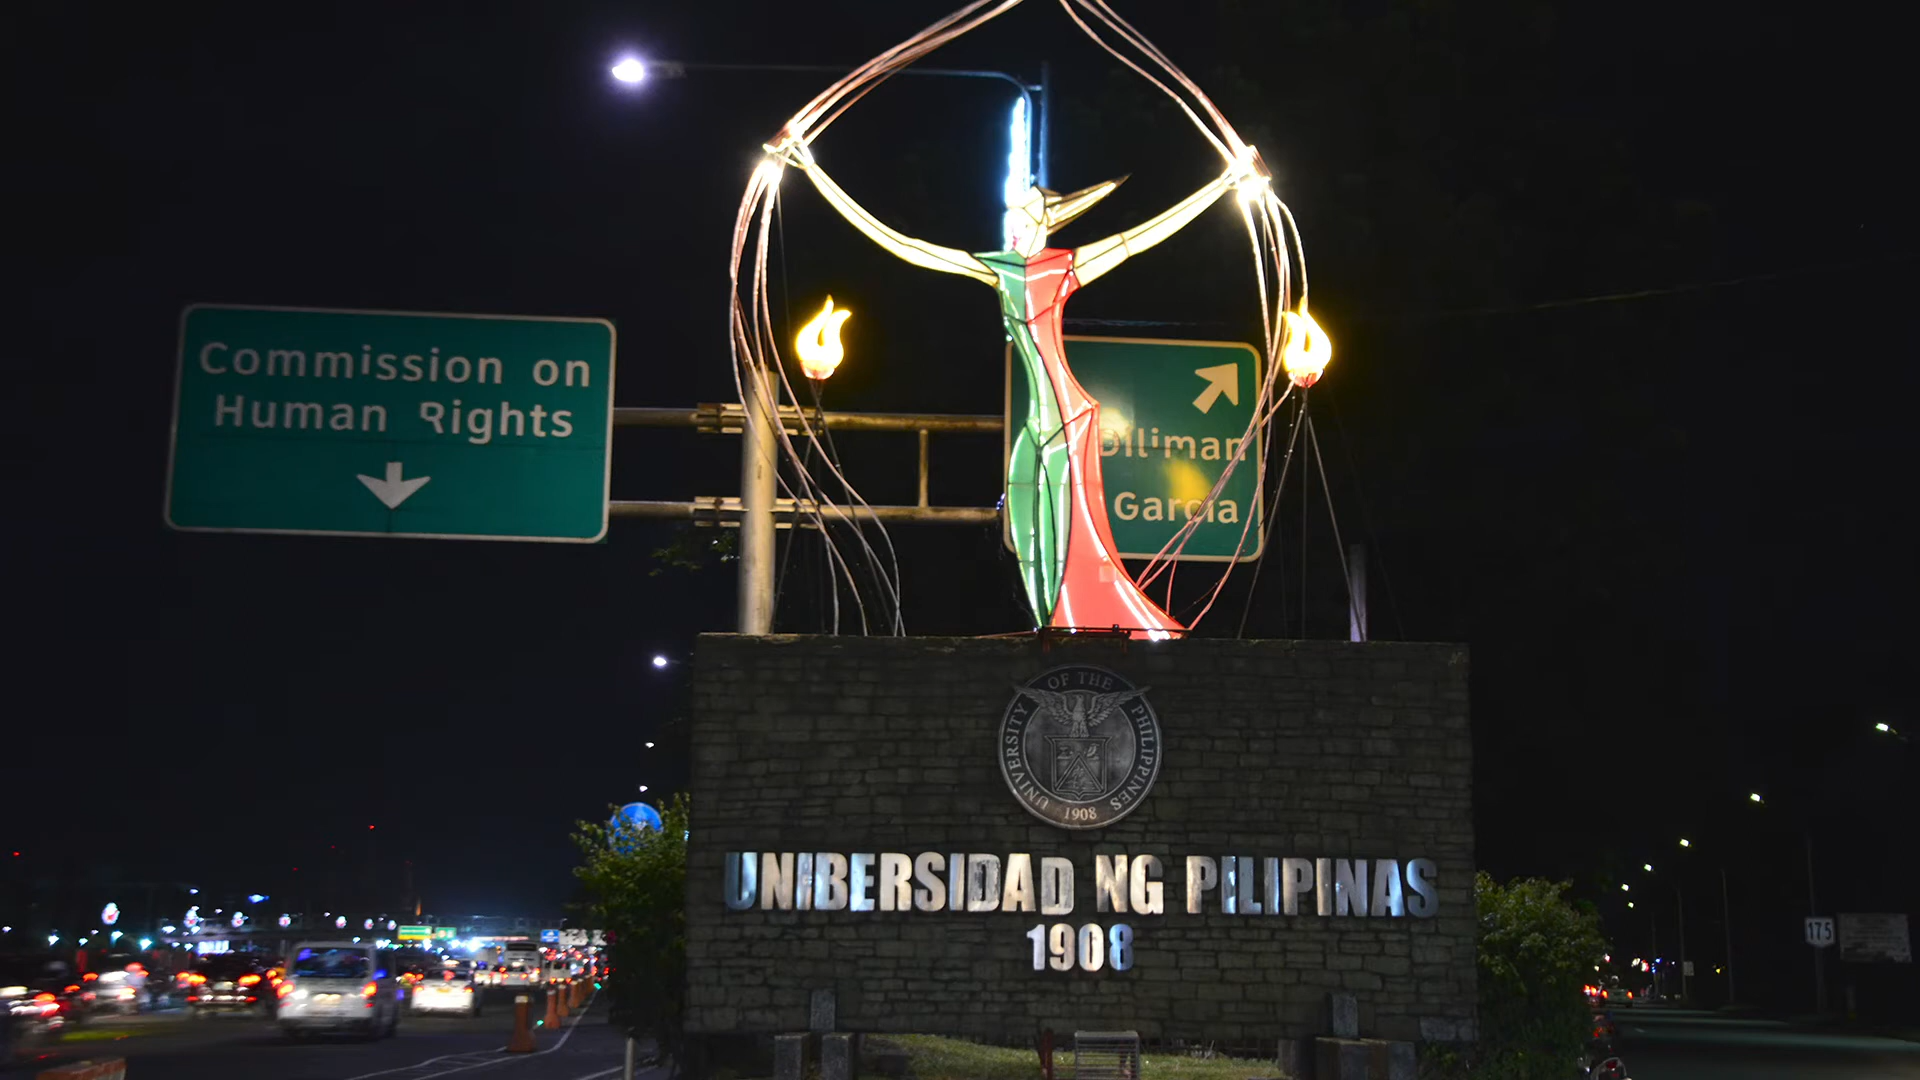 Commission on
Human Rights
Diliman
Garcia
UNIVERSITY OF THE PHILIPPINES
1908
UNIBERSIDAD NG PILIPINAS
1908
175